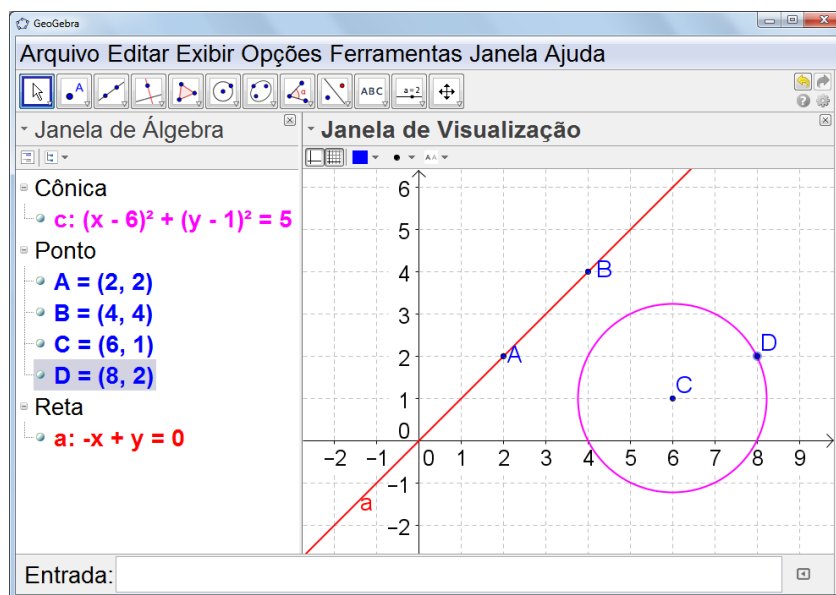 GeoGebra
Arquivo Editar Exibir Opções Ferramentas Janela Ajuda
A α ABC a=2
Janela de Álgebra
Janela de Visualização
AA
Cônica
c: (x - 6)² + (y - 1)² = 5
Ponto
A = (2, 2)
B = (4, 4)
C = (6, 1)
D = (8, 2)
Reta
a: -x + y = 0
6
5
4
3
2
1
0
−1
−2
−2 −1 0 1 2 3 4 5 6 7 8 9
B
A
D
C
a
Entrada: